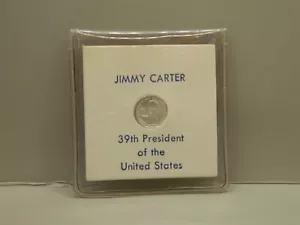 JIMMY CARTER
39th President
of the
United States